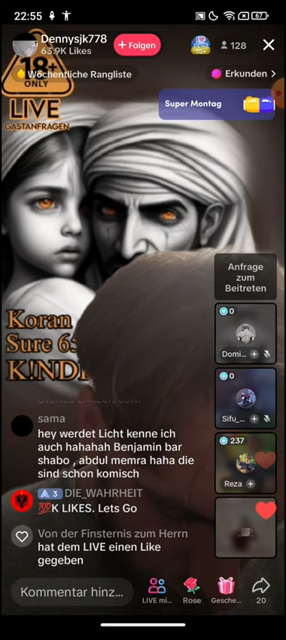 22:55
67
Dennysjk778
63.9K Likes
+ Folgen
128
18+
ONLY
LIVE
GASTANFRAGEN
Wöchentliche Rangliste
Erkunden >
Super Montag
Anfrage
zum
Beitreten
Koran
Sure 65
K!ND
0
Domi...
0
Sifu_...
237
Reza
sama
hey werdet Licht kenne ich
auch hahahah Benjamin bar
shabo , abdul memra haha die
sind schon komisch
3 DIE_WAHRHEIT
💯K LIKES. Lets Go
Von der Finsternis zum Herrn
hat dem LIVE einen Like
gegeben
Kommentar hinz...
LIVE mi...
Rose
Gesche...
20